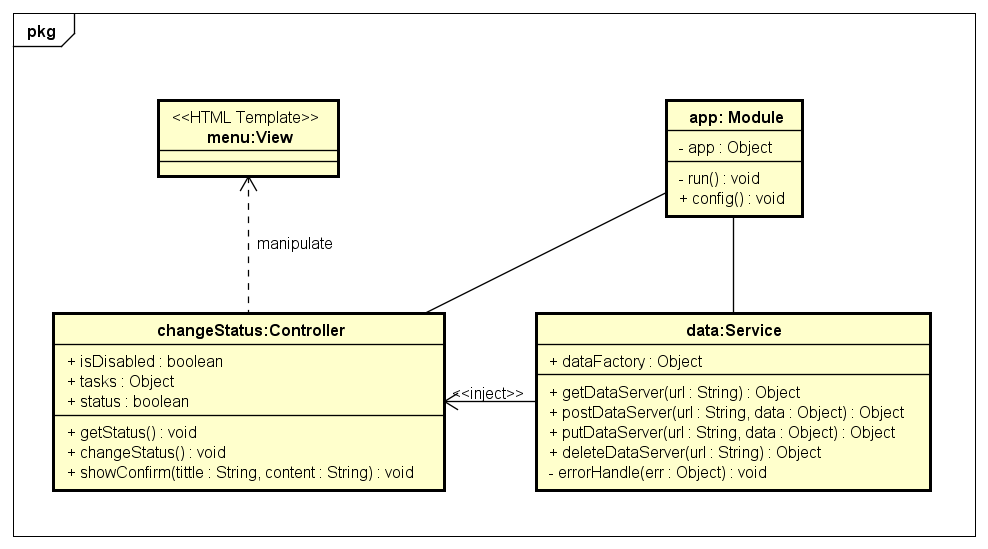 pkg
<<HTML Template>>
menu:View
app: Module
- app : Object
- run() : void
+ config() : void
manipulate
changeStatus:Controller
+ isDisabled : boolean
+ tasks : Object
+ status : boolean
+ getStatus() : void
+ changeStatus() : void
+ showConfirm(tittle : String, content : String) : void
<<inject>>
data:Service
+ dataFactory : Object
+ getDataServer(url : String) : Object
+ postDataServer(url : String, data : Object) : Object
+ putDataServer(url : String, data : Object) : Object
+ deleteDataServer(url : String) : Object
- errorHandle(err : Object) : void